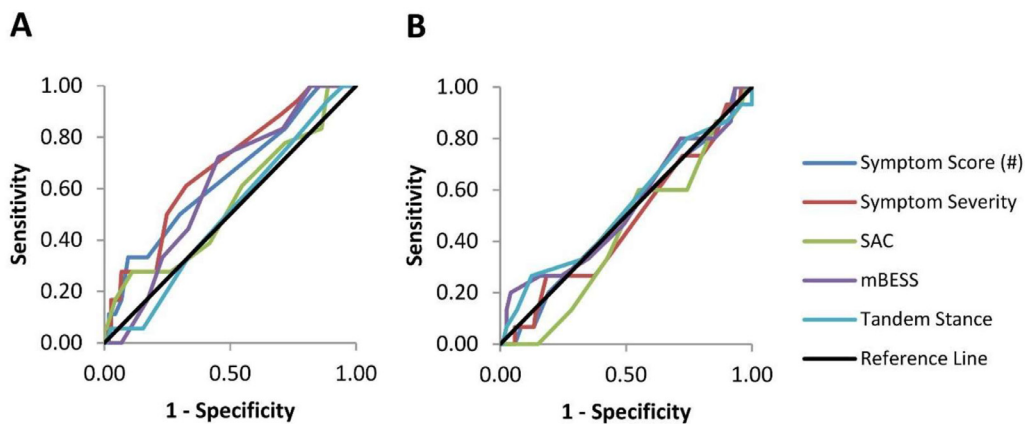 A
B
1.00
0.80
0.60
0.40
0.20
0.00
Sensitivity
0.00
0.50
1.00
1 - Specificity
1.00
0.80
0.60
0.40
0.20
0.00
Sensitivity
0.00
0.50
1.00
1 - Specificity
Symptom Score (#)
Symptom Severity
SAC
mBESS
Tandem Stance
Reference Line